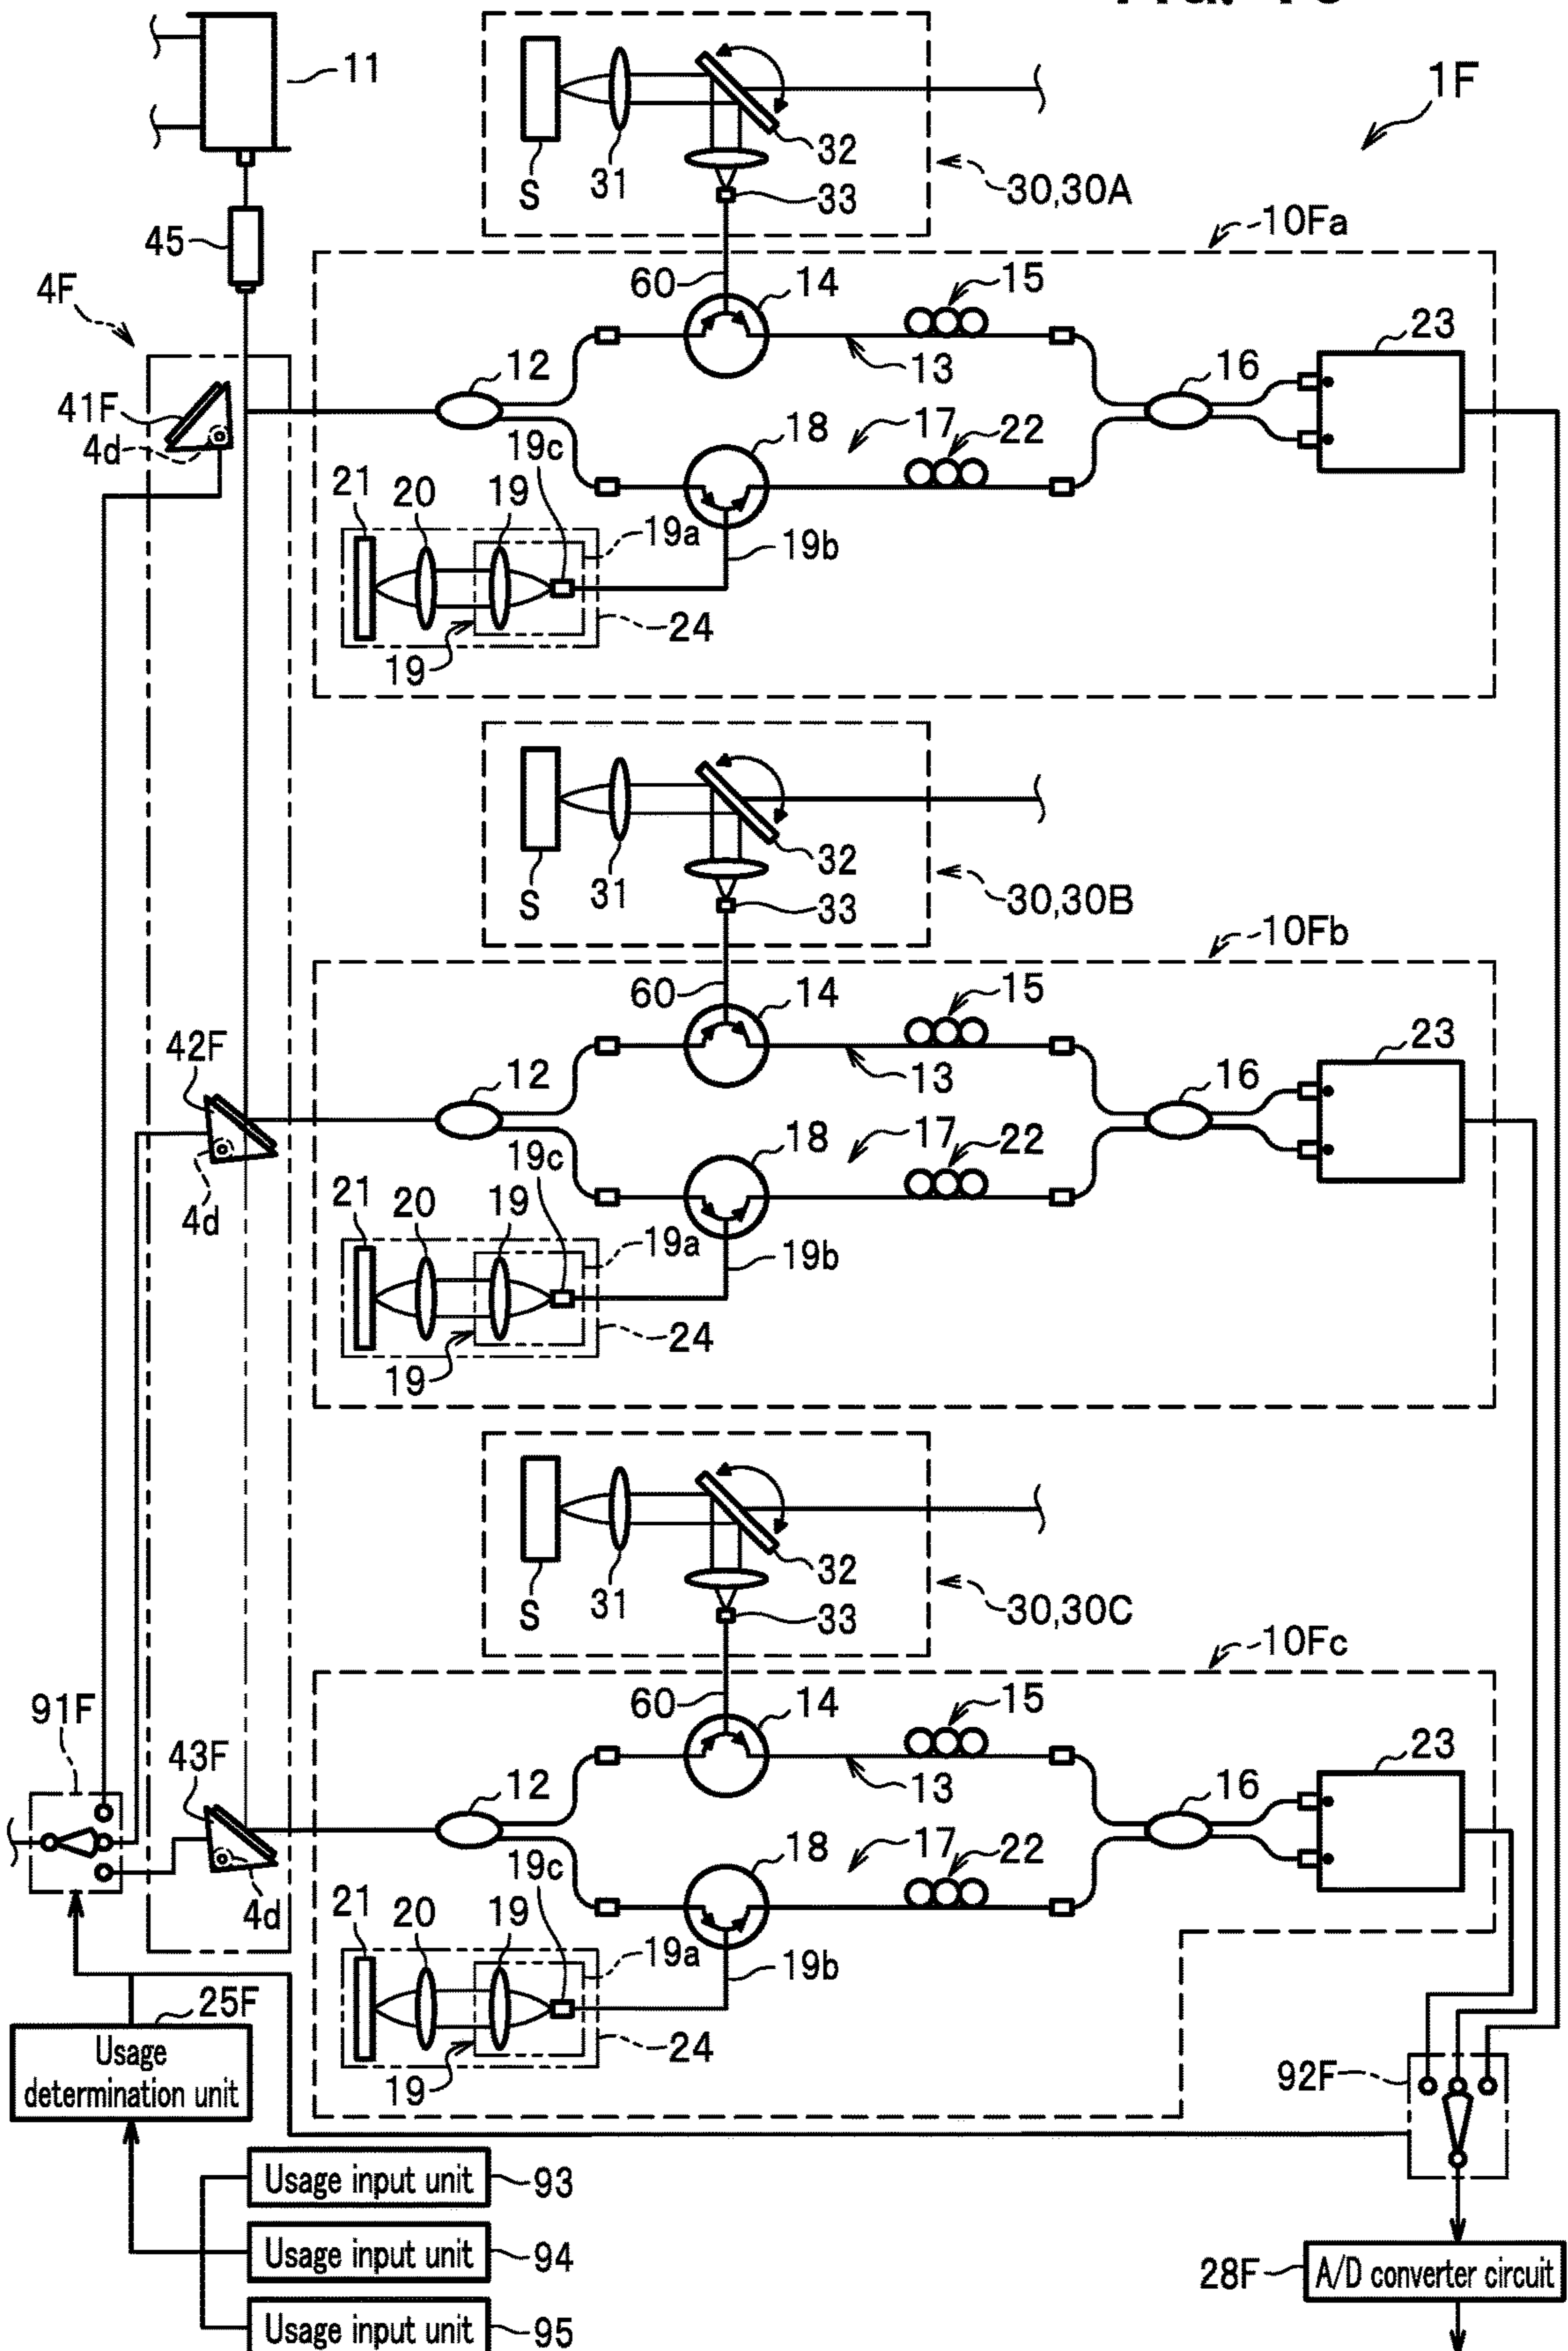 11
S
31
32
33
30,30A
1F
45
4F
10Fa
60
14
15
12
13
23
16
41F
4d
18
17
22
19c
21
20
19
19a
19b
24
19
S
31
32
33
30,30B
10Fb
60
14
15
42F
12
13
23
16
4d
18
17
22
19c
21
20
19
19a
19b
24
19
S
31
32
33
30,30C
10Fc
91F
60
14
15
43F
12
13
23
16
4d
18
17
22
19c
21
20
19
19a
19b
24
19
25F
Usage
determination unit
92F
Usage input unit
93
Usage input unit
94
28F
A/D converter circuit
Usage input unit
95